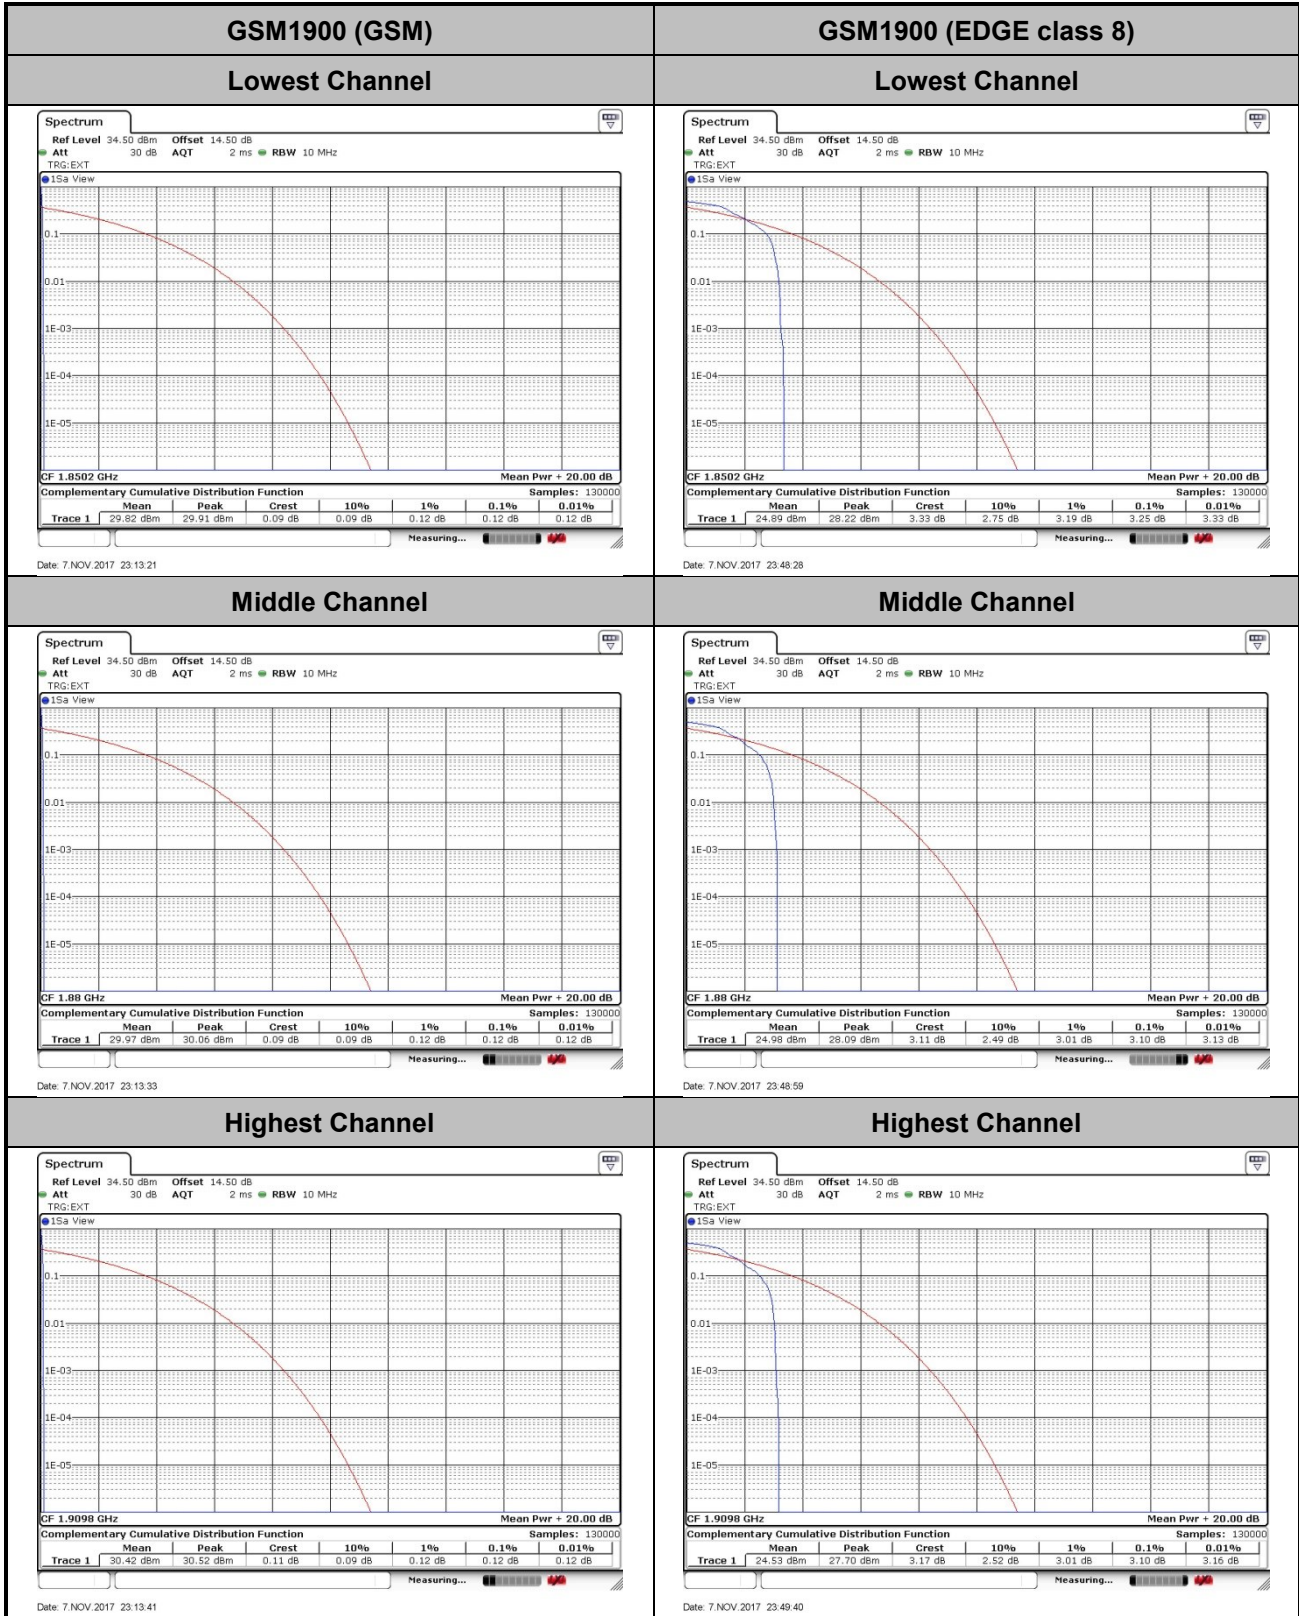 GSM1900 (GSM)
GSM1900 (EDGE class 8)
Lowest Channel
Lowest Channel
Spectrum
Ref Level 34.50 dBm Offset 14.50 dB
Att 30 dB AQT 2 ms RBW 10 MHz
TRG:EXT
1Sa View
0.1
0.01
1E-03
1E-04
1E-05
CF 1.8502 GHz Mean Pwr + 20.00 dB
Complementary Cumulative Distribution Function Samples: 130000
Mean Peak Crest 10% 1% 0.1% 0.01%
Trace 1 29.82 dBm 29.91 dBm 0.09 dB 0.09 dB 0.12 dB 0.12 dB 0.12 dB
Measuring...
Date: 7.NOV.2017 23:13:21
Spectrum
Ref Level 34.50 dBm Offset 14.50 dB
Att 30 dB AQT 2 ms RBW 10 MHz
TRG:EXT
1Sa View
0.1
0.01
1E-03
1E-04
1E-05
CF 1.8502 GHz Mean Pwr + 20.00 dB
Complementary Cumulative Distribution Function Samples: 130000
Mean Peak Crest 10% 1% 0.1% 0.01%
Trace 1 24.89 dBm 28.22 dBm 3.33 dB 2.75 dB 3.19 dB 3.25 dB 3.33 dB
Measuring...
Date: 7.NOV.2017 23:48:28
Middle Channel
Middle Channel
Spectrum
Ref Level 34.50 dBm Offset 14.50 dB
Att 30 dB AQT 2 ms RBW 10 MHz
TRG:EXT
1Sa View
0.1
0.01
1E-03
1E-04
1E-05
CF 1.88 GHz Mean Pwr + 20.00 dB
Complementary Cumulative Distribution Function Samples: 130000
Mean Peak Crest 10% 1% 0.1% 0.01%
Trace 1 29.97 dBm 30.06 dBm 0.09 dB 0.09 dB 0.12 dB 0.12 dB 0.12 dB
Measuring...
Date: 7.NOV.2017 23:13:33
Spectrum
Ref Level 34.50 dBm Offset 14.50 dB
Att 30 dB AQT 2 ms RBW 10 MHz
TRG:EXT
1Sa View
0.1
0.01
1E-03
1E-04
1E-05
CF 1.88 GHz Mean Pwr + 20.00 dB
Complementary Cumulative Distribution Function Samples: 130000
Mean Peak Crest 10% 1% 0.1% 0.01%
Trace 1 24.98 dBm 28.09 dBm 3.11 dB 2.49 dB 3.01 dB 3.10 dB 3.13 dB
Measuring...
Date: 7.NOV.2017 23:48:59
Highest Channel
Highest Channel
Spectrum
Ref Level 34.50 dBm Offset 14.50 dB
Att 30 dB AQT 2 ms RBW 10 MHz
TRG:EXT
1Sa View
0.1
0.01
1E-03
1E-04
1E-05
CF 1.9098 GHz Mean Pwr + 20.00 dB
Complementary Cumulative Distribution Function Samples: 130000
Mean Peak Crest 10% 1% 0.1% 0.01%
Trace 1 30.42 dBm 30.52 dBm 0.11 dB 0.09 dB 0.12 dB 0.12 dB 0.12 dB
Measuring...
Date: 7.NOV.2017 23:13:41
Spectrum
Ref Level 34.50 dBm Offset 14.50 dB
Att 30 dB AQT 2 ms RBW 10 MHz
TRG:EXT
1Sa View
0.1
0.01
1E-03
1E-04
1E-05
CF 1.9098 GHz Mean Pwr + 20.00 dB
Complementary Cumulative Distribution Function Samples: 130000
Mean Peak Crest 10% 1% 0.1% 0.01%
Trace 1 24.53 dBm 27.70 dBm 3.17 dB 2.52 dB 3.01 dB 3.10 dB 3.16 dB
Measuring...
Date: 7.NOV.2017 23:49:40